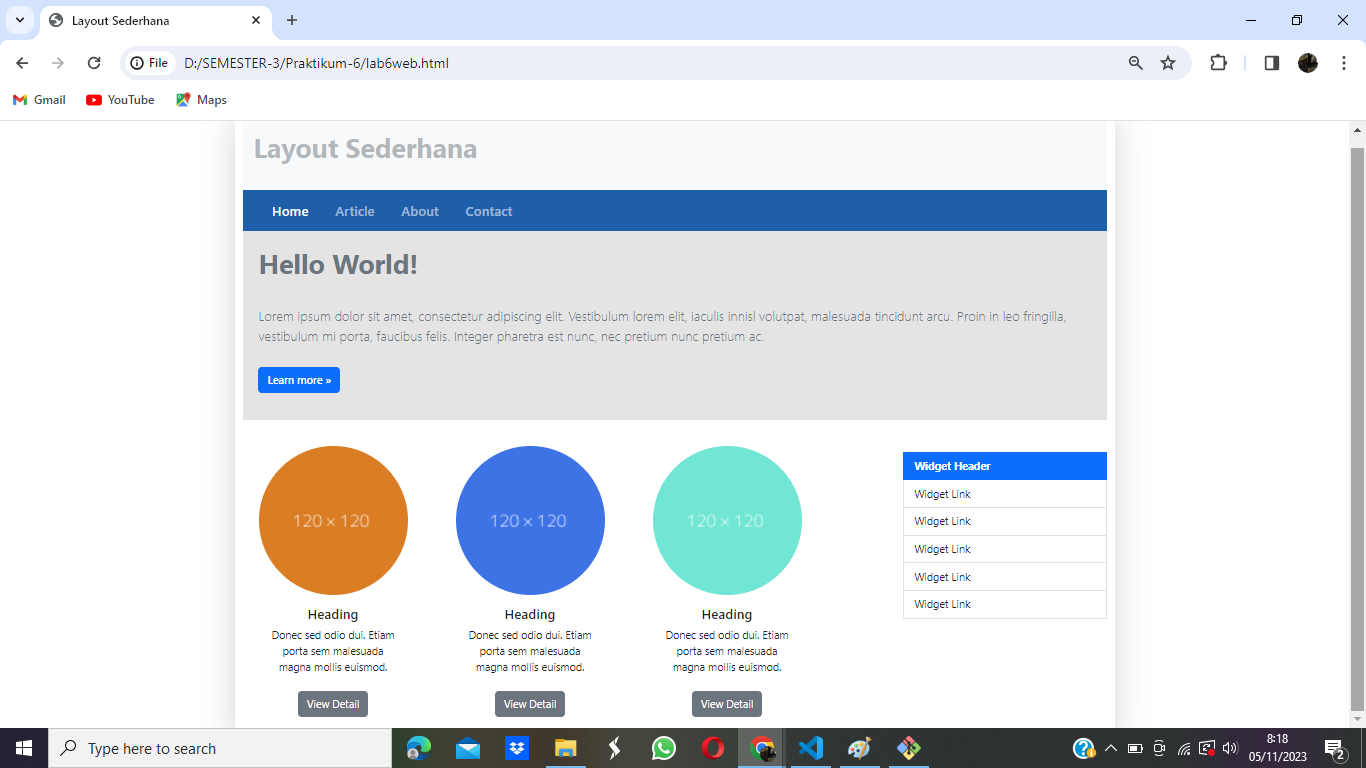 Layout Sederhana
File
D:/SEMESTER-3/Praktikum-6/lab6web.html
Gmail YouTube Maps
Layout Sederhana
Home Article About Contact
Hello World!
Lorem ipsum dolor sit amet, consectetur adipiscing elit. Vestibulum lorem elit, iaculis innisl volutpat, malesuada tincidunt arcu. Proin in leo fringilla,
vestibulum mi porta, faucibus felis. Integer pharetra est nunc, nec pretium nunc pretium ac.
Learn more »
120 × 120
Heading
Donec sed odio dui. Etiam
porta sem malesuada
magna mollis euismod.
View Detail
120 × 120
Heading
Donec sed odio dui. Etiam
porta sem malesuada
magna mollis euismod.
View Detail
120 × 120
Heading
Donec sed odio dui. Etiam
porta sem malesuada
magna mollis euismod.
View Detail
Widget Header
Widget Link
Widget Link
Widget Link
Widget Link
Widget Link
Type here to search
8:18
05/11/2023
2